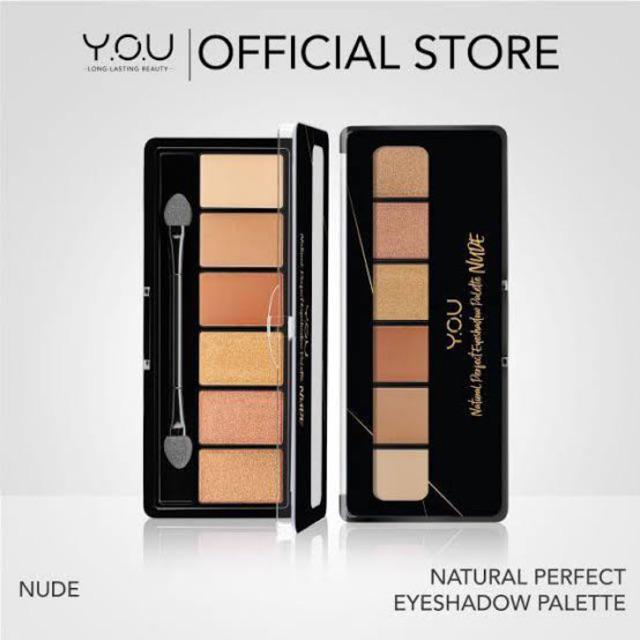 Y.O.U
LONG-LASTING BEAUTY
OFFICIAL STORE
Y.O.U
Natural Perfect Eyeshadow Palette NUDE
NUDE
NATURAL PERFECT
EYESHADOW PALETTE